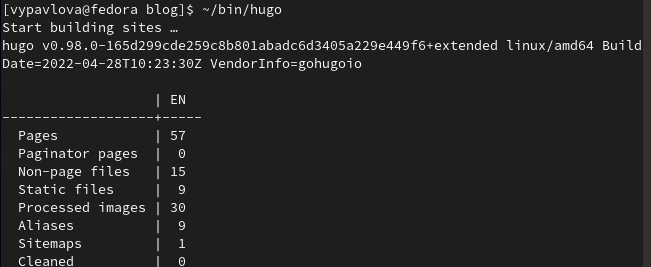 [vypavlova@fedora blog]$ ~/bin/hugo
Start building sites …
hugo v0.98.0-165d299cde259c8b801abadc6d3405a229e449f6+extended linux/amd64 Build
Date=2022-04-28T10:23:30Z VendorInfo=gohugoio
                   | EN
-------------------+-----
  Pages            | 57
  Paginator pages  |  0
  Non-page files   | 15
  Static files     |  9
  Processed images | 30
  Aliases          |  9
  Sitemaps         |  1
  Cleaned          |  0